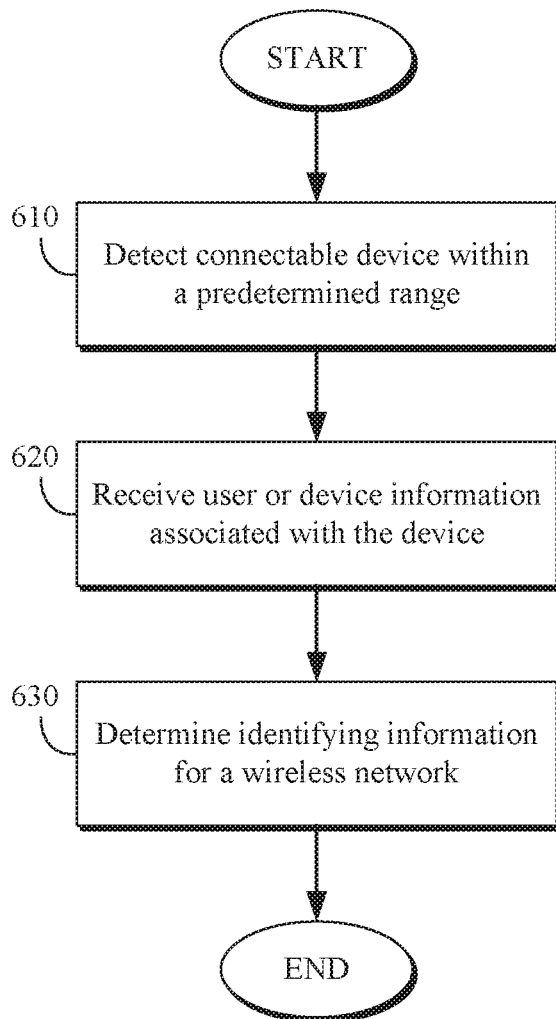 START
610
Detect connectable device within
a predetermined range
620
Receive user or device information
associated with the device
630
Determine identifying information
for a wireless network
END